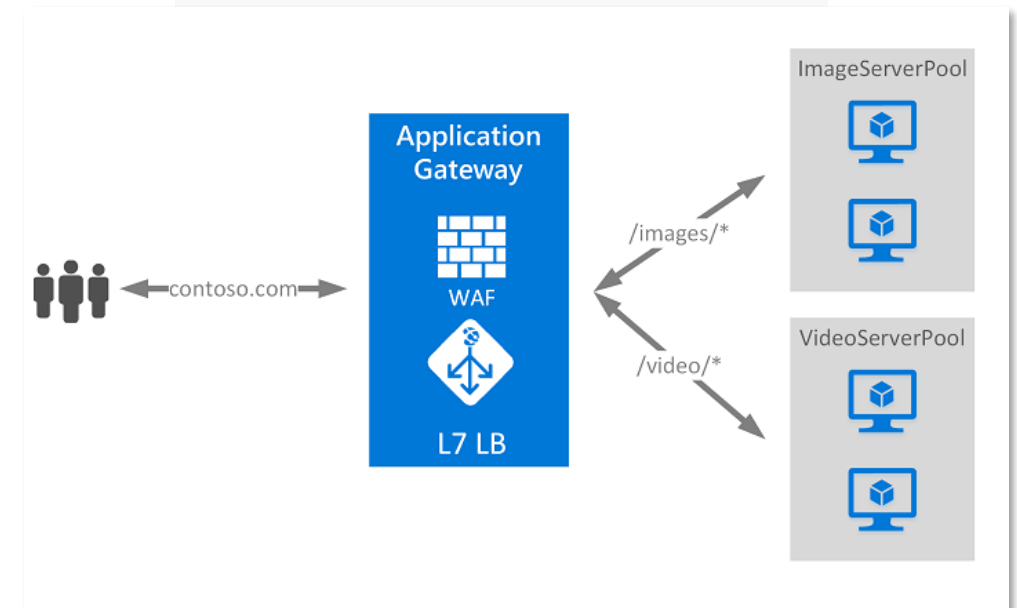 ImageServerPool
Application
Gateway
/images/*
contoso.com
WAF
VideoServerPool
/video/*
L7 LB